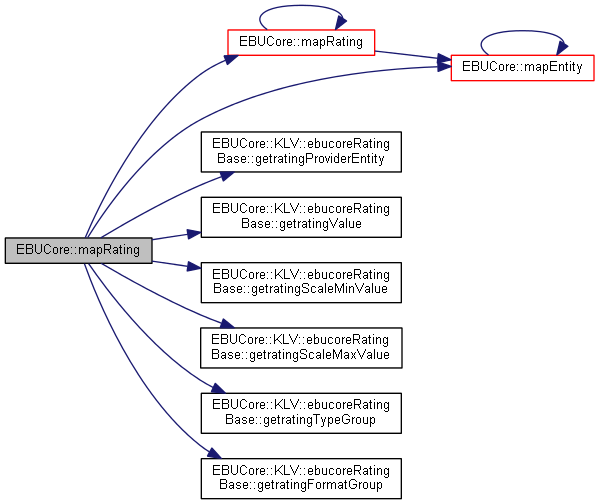 EBUCore::mapRating
EBUCore::mapEntity
EBUCore::KLV::ebucoreRating
Base::getratingProviderEntity
EBUCore::KLV::ebucoreRating
Base::getratingValue
EBUCore::mapRating
EBUCore::KLV::ebucoreRating
Base::getratingScaleMinValue
EBUCore::KLV::ebucoreRating
Base::getratingScaleMaxValue
EBUCore::KLV::ebucoreRating
Base::getratingTypeGroup
EBUCore::KLV::ebucoreRating
Base::getratingFormatGroup